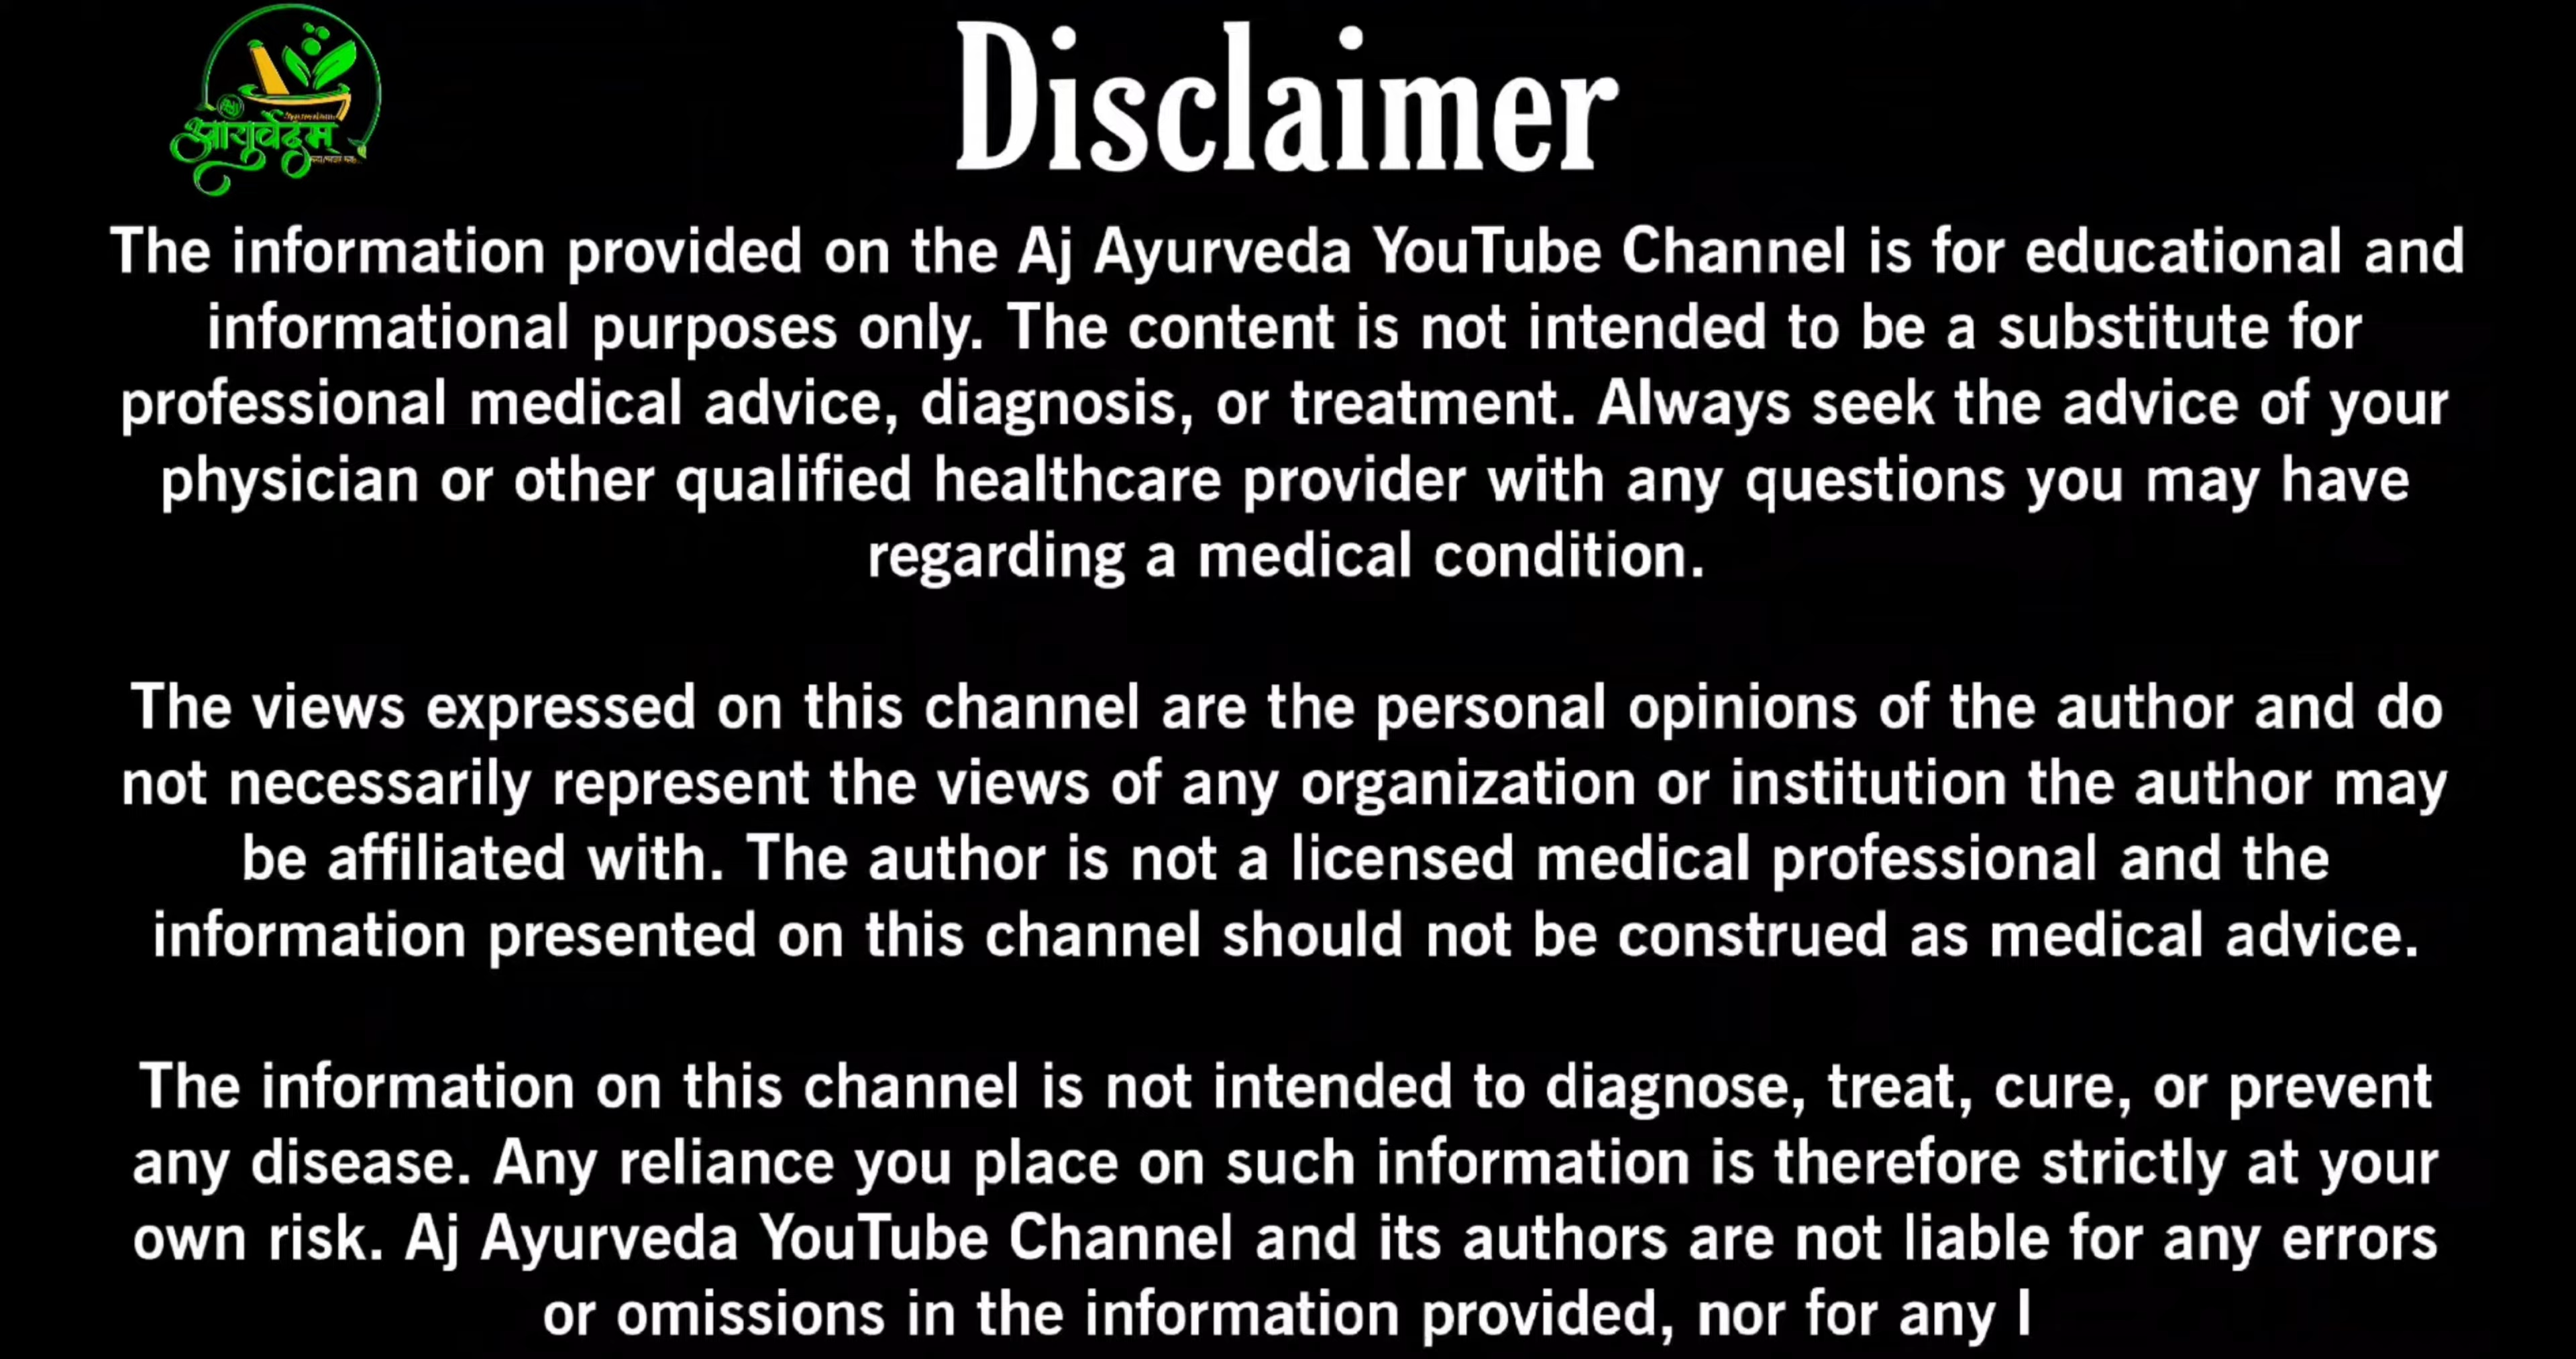 Disclaimer
आयुर्वेदम्
The information provided on the Aj Ayurveda YouTube Channel is for educational and
informational purposes only. The content is not intended to be a substitute for
professional medical advice, diagnosis, or treatment. Always seek the advice of your
physician or other qualified healthcare provider with any questions you may have
regarding a medical condition.
The views expressed on this channel are the personal opinions of the author and do
not necessarily represent the views of any organization or institution the author may
be affiliated with. The author is not a licensed medical professional and the
information presented on this channel should not be construed as medical advice.
The information on this channel is not intended to diagnose, treat, cure, or prevent
any disease. Any reliance you place on such information is therefore strictly at your
own risk. Aj Ayurveda YouTube Channel and its authors are not liable for any errors
or omissions in the information provided, nor for any l